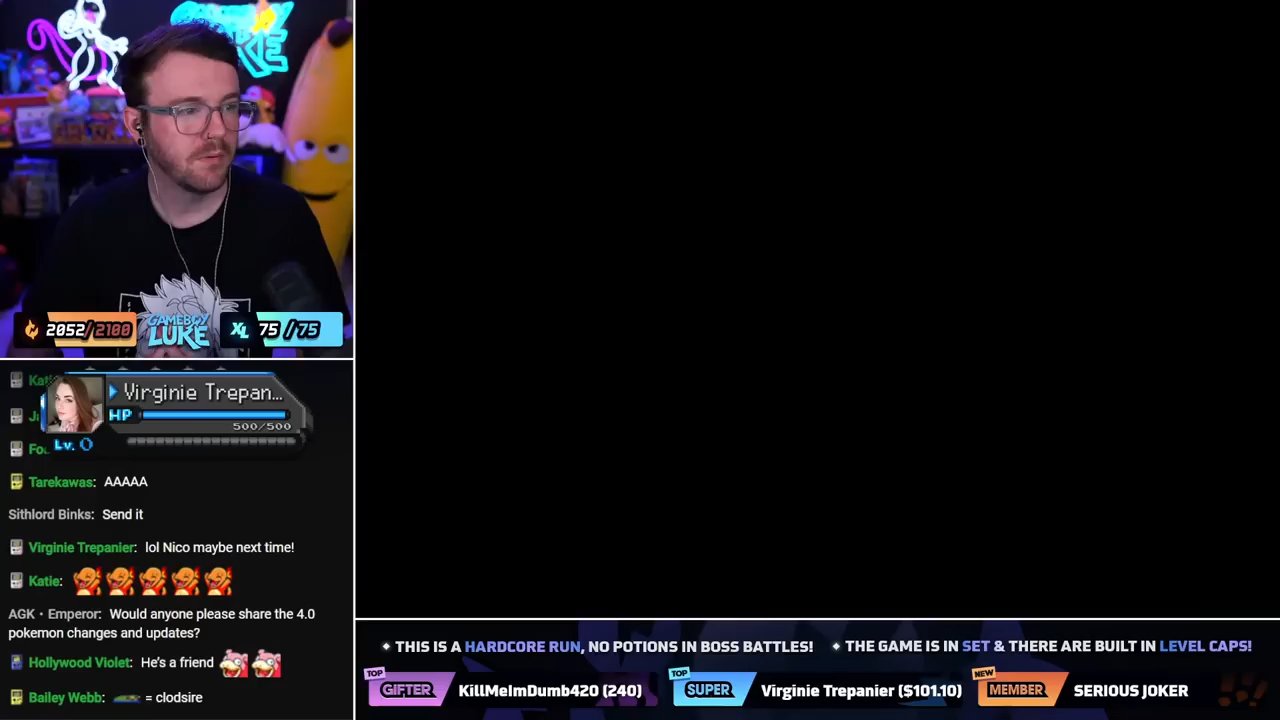 2052/2100
GAMEBOY
LUKE
XL 75 /75
Virginie Trepan...
HP
500/500
Lv. 0
Tarekawas: AAAAA
Sithlord Binks: Send it
Virginie Trepanier: lol Nico maybe next time!
Katie:
AGK • Emperor: Would anyone please share the 4.0
pokemon changes and updates?
Hollywood Violet: He's a friend
Bailey Webb: = clodsire
THIS IS A HARDCORE RUN, NO POTIONS IN BOSS BATTLES! THE GAME IS IN SET & THERE ARE BUILT IN LEVEL CAPS!
TOP GIFTER KillMeImDumb420 (240) TOP SUPER Virginie Trepanier ($101.10) NEW MEMBER SERIOUS JOKER